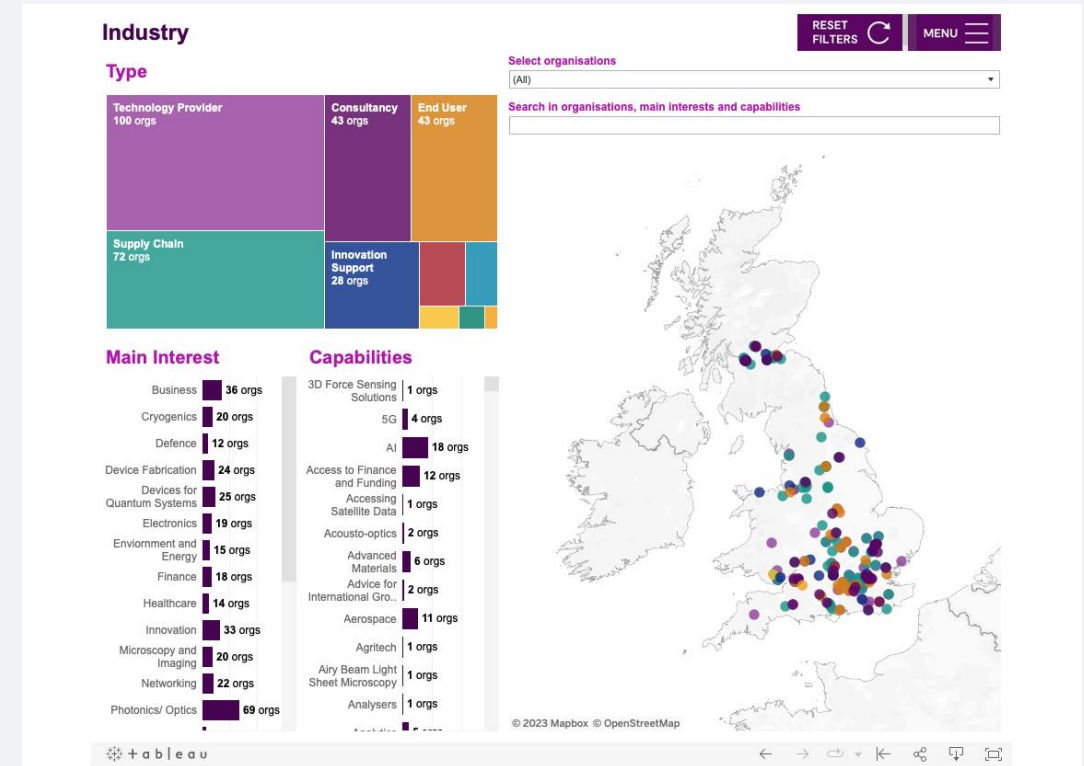 Industry
RESET
FILTERS
MENU
Type
Select organisations
(All)
Search in organisations, main interests and capabilities
Technology Provider
100 orgs
Consultancy
43 orgs
End User
43 orgs
Supply Chain
72 orgs
Innovation
Support
28 orgs
Main Interest
Business 36 orgs
Cryogenics 20 orgs
Defence 12 orgs
Device Fabrication 24 orgs
Devices for
Quantum Systems 25 orgs
Electronics 19 orgs
Enviornment and
Energy 15 orgs
Finance 18 orgs
Healthcare 14 orgs
Innovation 33 orgs
Microscopy and
Imaging 20 orgs
Networking 22 orgs
Photonics/ Optics 69 orgs
Capabilities
3D Force Sensing
Solutions 1 orgs
5G 4 orgs
AI 18 orgs
Access to Finance
and Funding 12 orgs
Accessing
Satellite Data 1 orgs
Acousto-optics 2 orgs
Advanced
Materials 6 orgs
Advice for
International Gro.. 2 orgs
Aerospace 11 orgs
Agritech 1 orgs
Airy Beam Light
Sheet Microscopy 1 orgs
Analysers 1 orgs
© 2023 Mapbox © OpenStreetMap
+ a b l e a u